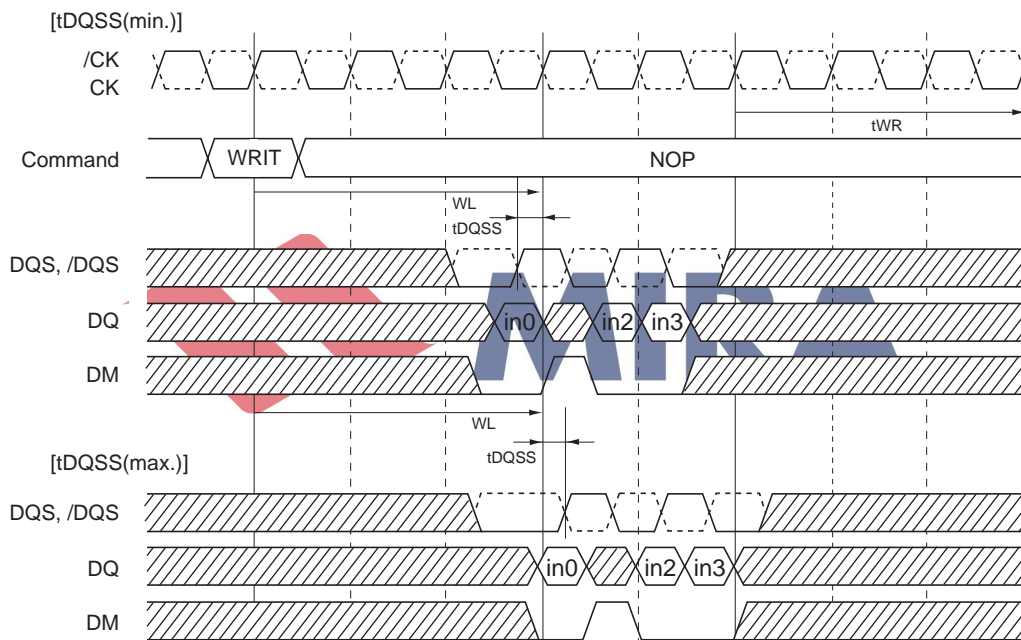 [tDQSS(min.)]
/CK
CK
tWR
Command
WRIT
NOP
WL
tDQSS
DQS, /DQS
DQ
in0
in2
in3
DM
WL
tDQSS
[tDQSS(max.)]
DQS, /DQS
DQ
in0
in2
in3
DM
MIRA